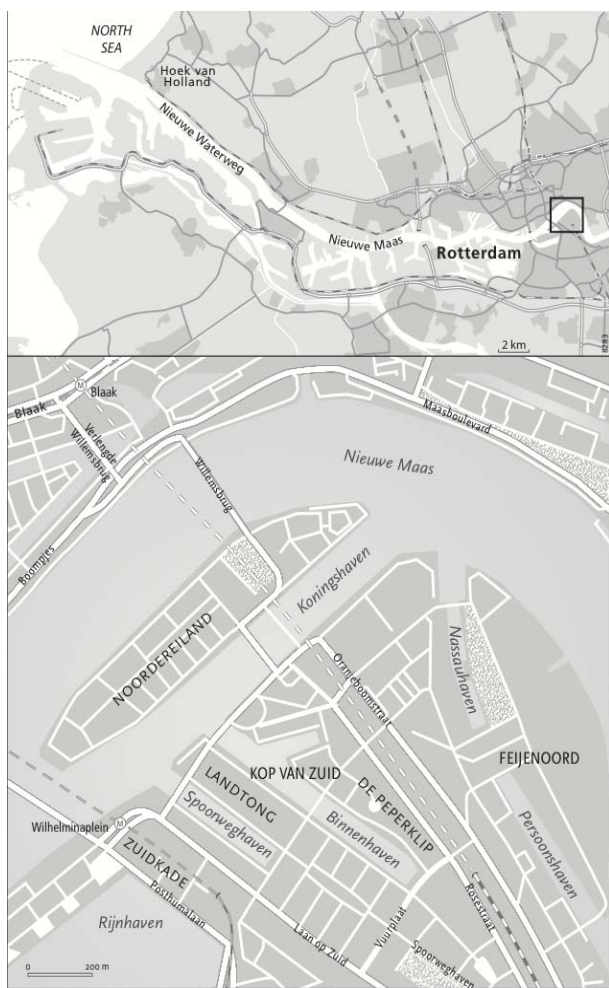 NORTH
SEA
Hoek van
Holland
Nieuwe Waterweg
Nieuwe Maas
Rotterdam
2 km
8283
M
Blaak
Blaak
Verlengde
Willemsbrug
Maasboulevard
Nieuwe Maas
Willemsbrug
Boompjes
Koningshaven
NOORDEREILAND
Nassauhaven
Oranjeboomstraat
FEIJENOORD
KOP VAN ZUID
LANDTONG
DE PEPERKLIP
Spoorweghaven
Binnenhaven
Persoonshaven
Wilhelminaplein
M
ZUIDKADE
Posthumalaan
Rosestraat
Vuurplaat
Rijnhaven
Laan op Zuid
Spoorweghaven
0
200 m